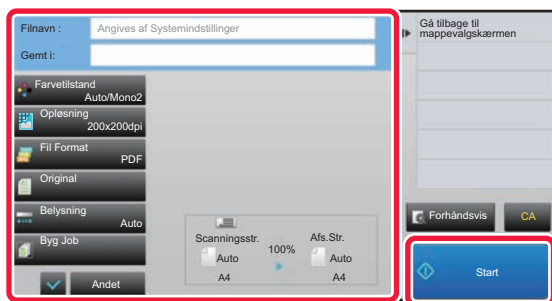 Filnavn :
Angives af Systemindstillinger
Gemt i:
Farvetilstand
Auto/Mono2
Opløsning
200x200dpi
Fil Format
PDF
Original
Belysning
Auto
Byg Job
Andet
Scanningsstr.
Auto
A4
100%
Afs.Str.
Auto
A4
Gå tilbage til
mappevalgskærmen
Forhåndsvis
CA
Start